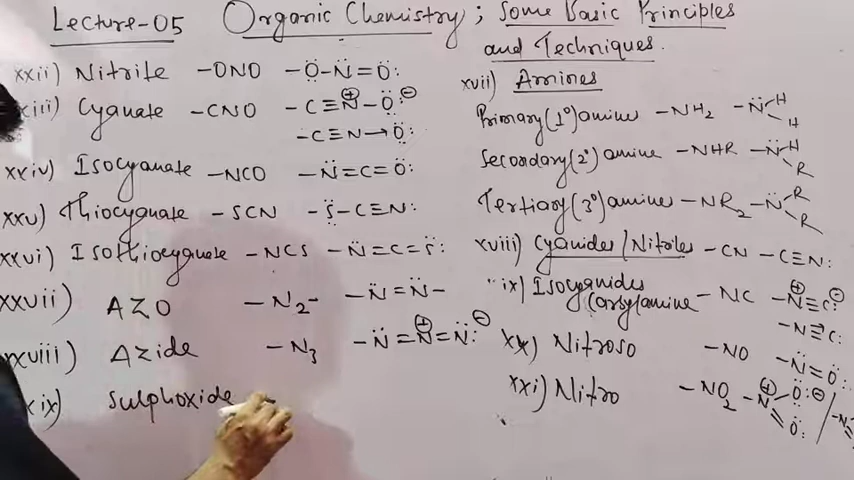 Lecture-05 Organic Chemistry; Some Basic Principles
and Techniques.
xxii) Nitrite -ONO -Ö-N̈=Ö:
xiii) Cyanate -CNO -C≡N⊕-Ö:⊖
-C≡N→Ö:
xxiv) Isocyanate -NCO -N̈=C=Ö:
xxv) Thiocyanate -SCN -S̈-C≡N:
xxvi) Isothiocyanate -NCS -N̈=C=S̈:
xxvii) AZO -N2- -N̈=N̈-
xxviii) Azide -N3 -N̈=N⊕=N̈:⊖
xix) Sulphoxide -
xvii) Amines
Primary(1°)amine -NH2 -N̈ H H
Secondary(2°) amine -NHR -N̈ H R
Tertiary(3°)amine -NR2 -N̈ R R
xviii) Cyanides/Nitriles -CN -C≡N:
ix) Isocyanides -NC -N⊕≡C:⊖
-N≡C:
xx) Nitroso -NO -N̈=Ö:
xxi) Nitro -NO2 -N⊕ Ö:⊖ Ö: